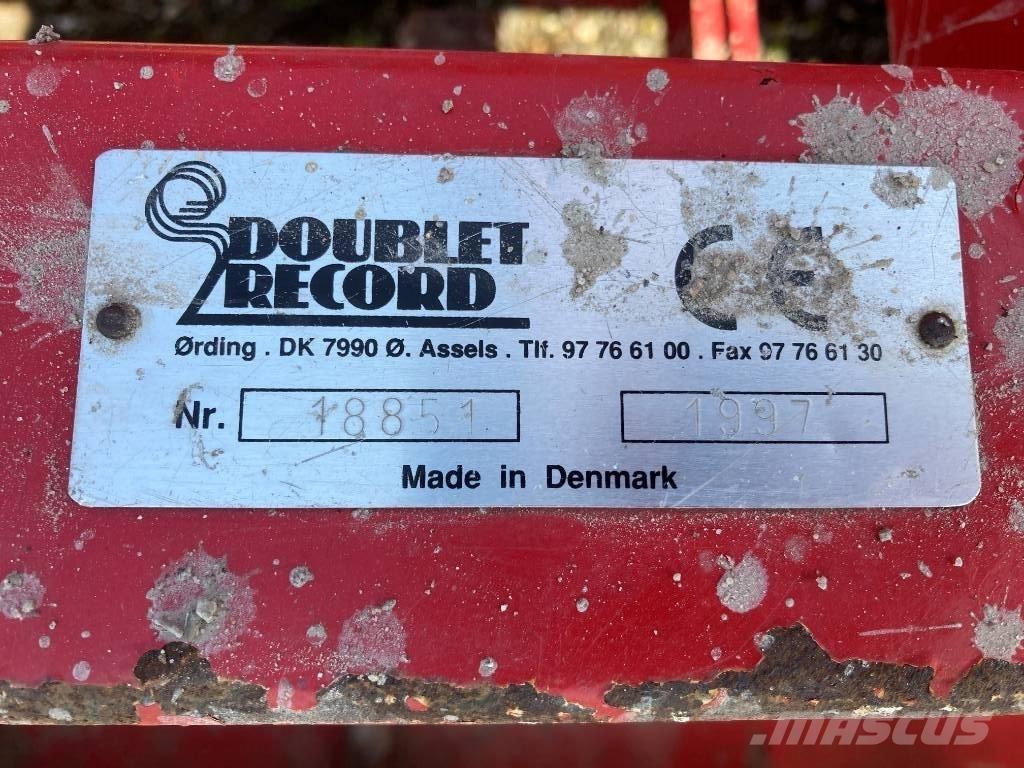 DOUBLET
RECORD
CE
Ørding . DK 7990 Ø. Assels . Tlf. 97 76 61 00 . Fax 97 76 61 30
Nr. 18851 1997
Made in Denmark
MASCUS